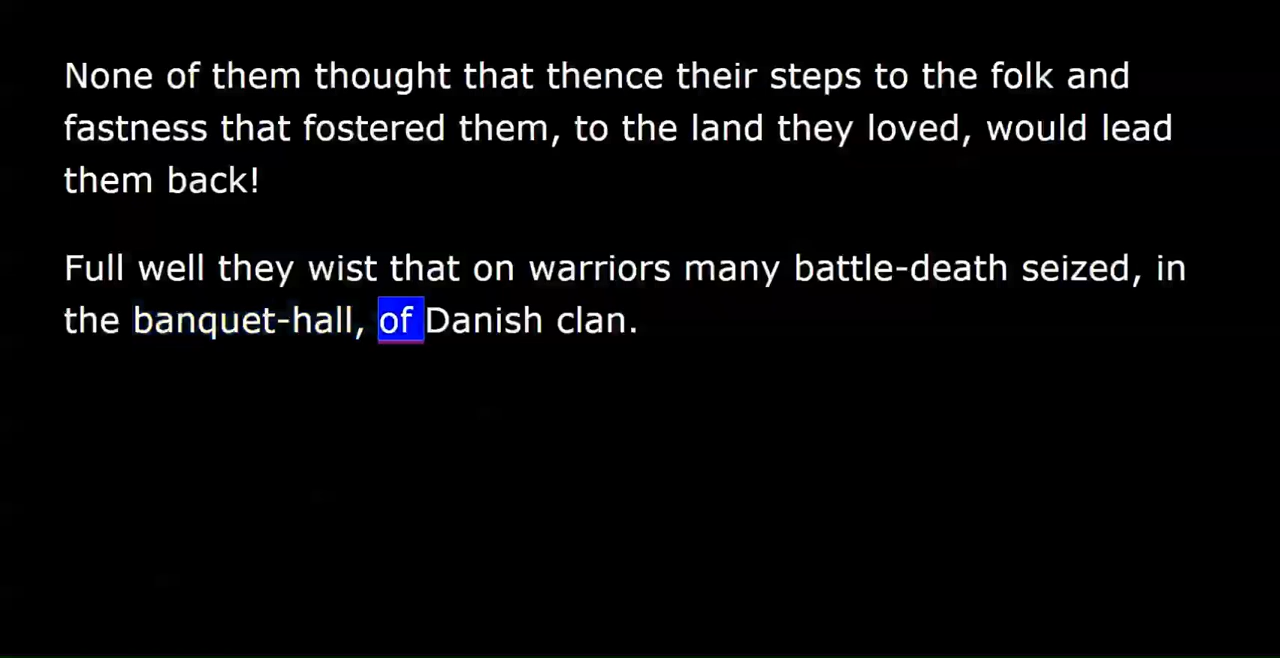 None of them thought that thence their steps to the folk and
fastness that fostered them, to the land they loved, would lead
them back!
Full well they wist that on warriors many battle-death seized, in
the banquet-hall, of Danish clan.